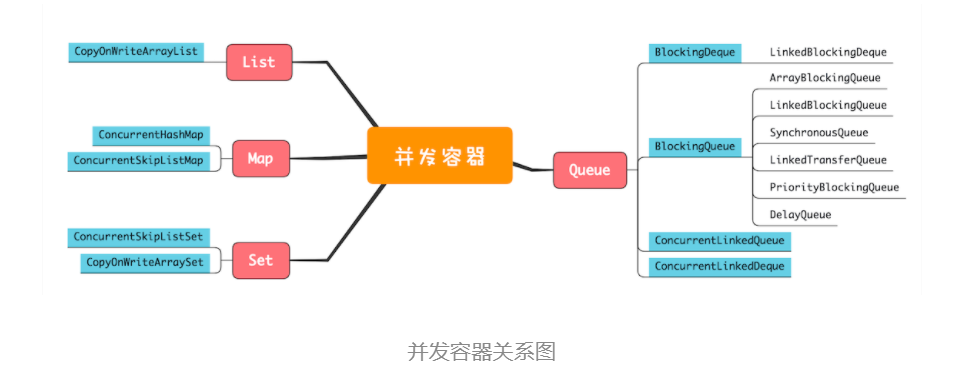 CopyOnWriteArrayList
List
ConcurrentHashMap
ConcurrentSkipListMap
Map
ConcurrentSkipListSet
CopyOnWriteArraySet
Set
并发容器
Queue
BlockingDeque
LinkedBlockingDeque
BlockingQueue
ArrayBlockingQueue
LinkedBlockingQueue
SynchronousQueue
LinkedTransferQueue
PriorityBlockingQueue
DelayQueue
ConcurrentLinkedQueue
ConcurrentLinkedDeque
并发容器关系图